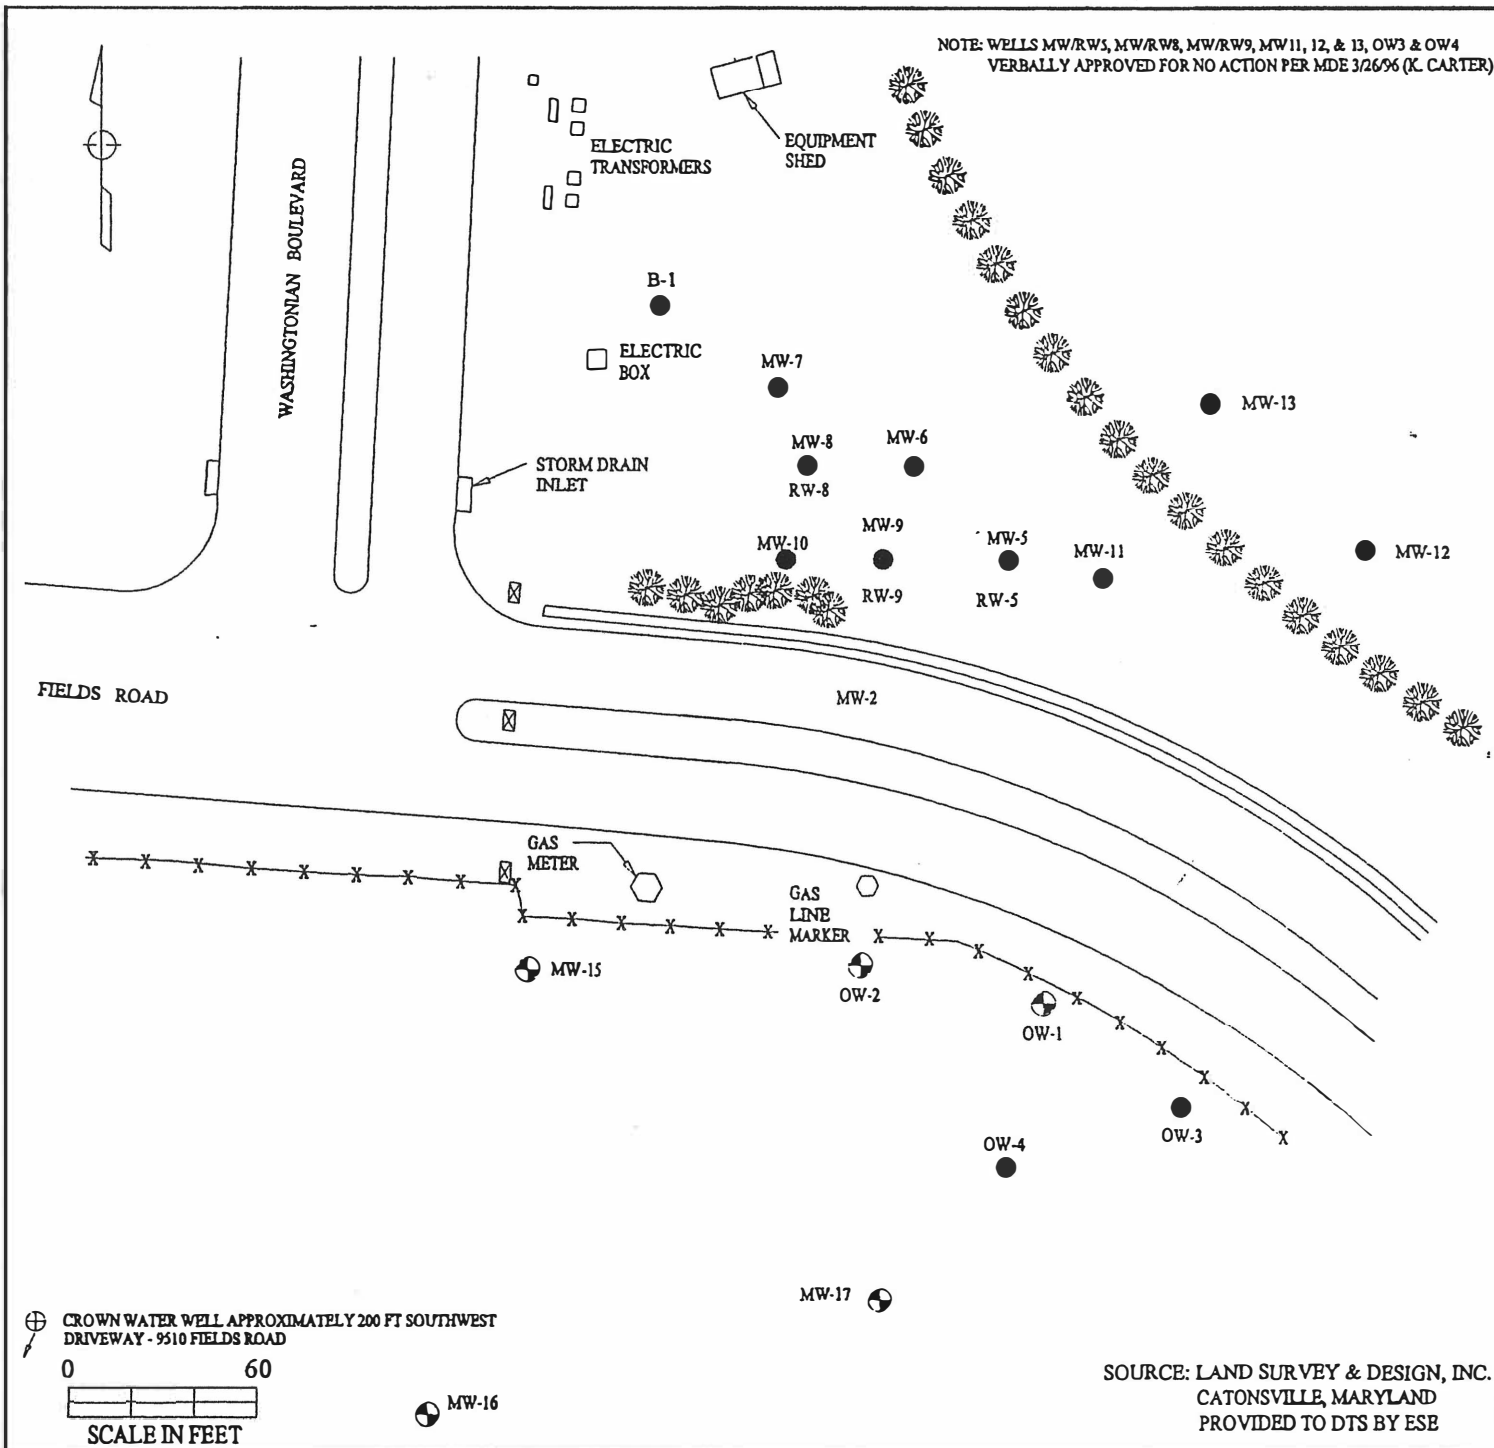 NOTE: WELLS MW/RW5, MW/RW8, MW/RW9, MW11, 12, & 13, OW3 & OW4
VERBALLY APPROVED FOR NO ACTION PER MDE 3/26/96 (K. CARTER)
EQUIPMENT
SHED
ELECTRIC
TRANSFORMERS
WASHINGTONIAN BOULEVARD
B-1
ELECTRIC
BOX
MW-7
MW-13
MW-8
MW-6
STORM DRAIN
INLET
RW-8
MW-9
MW-10
MW-5
MW-11
MW-12
RW-9
RW-5
FIELDS ROAD
MW-2
GAS
METER
GAS
LINE
MARKER
MW-15
OW-2
OW-1
OW-3
OW-4
MW-17
CROWN WATER WELL APPROXIMATELY 200 FT SOUTHWEST
DRIVEWAY - 9510 FIELDS ROAD
0 60
SCALE IN FEET
MW-16
SOURCE: LAND SURVEY & DESIGN, INC.
CATONSVILLE, MARYLAND
PROVIDED TO DTS BY ESE